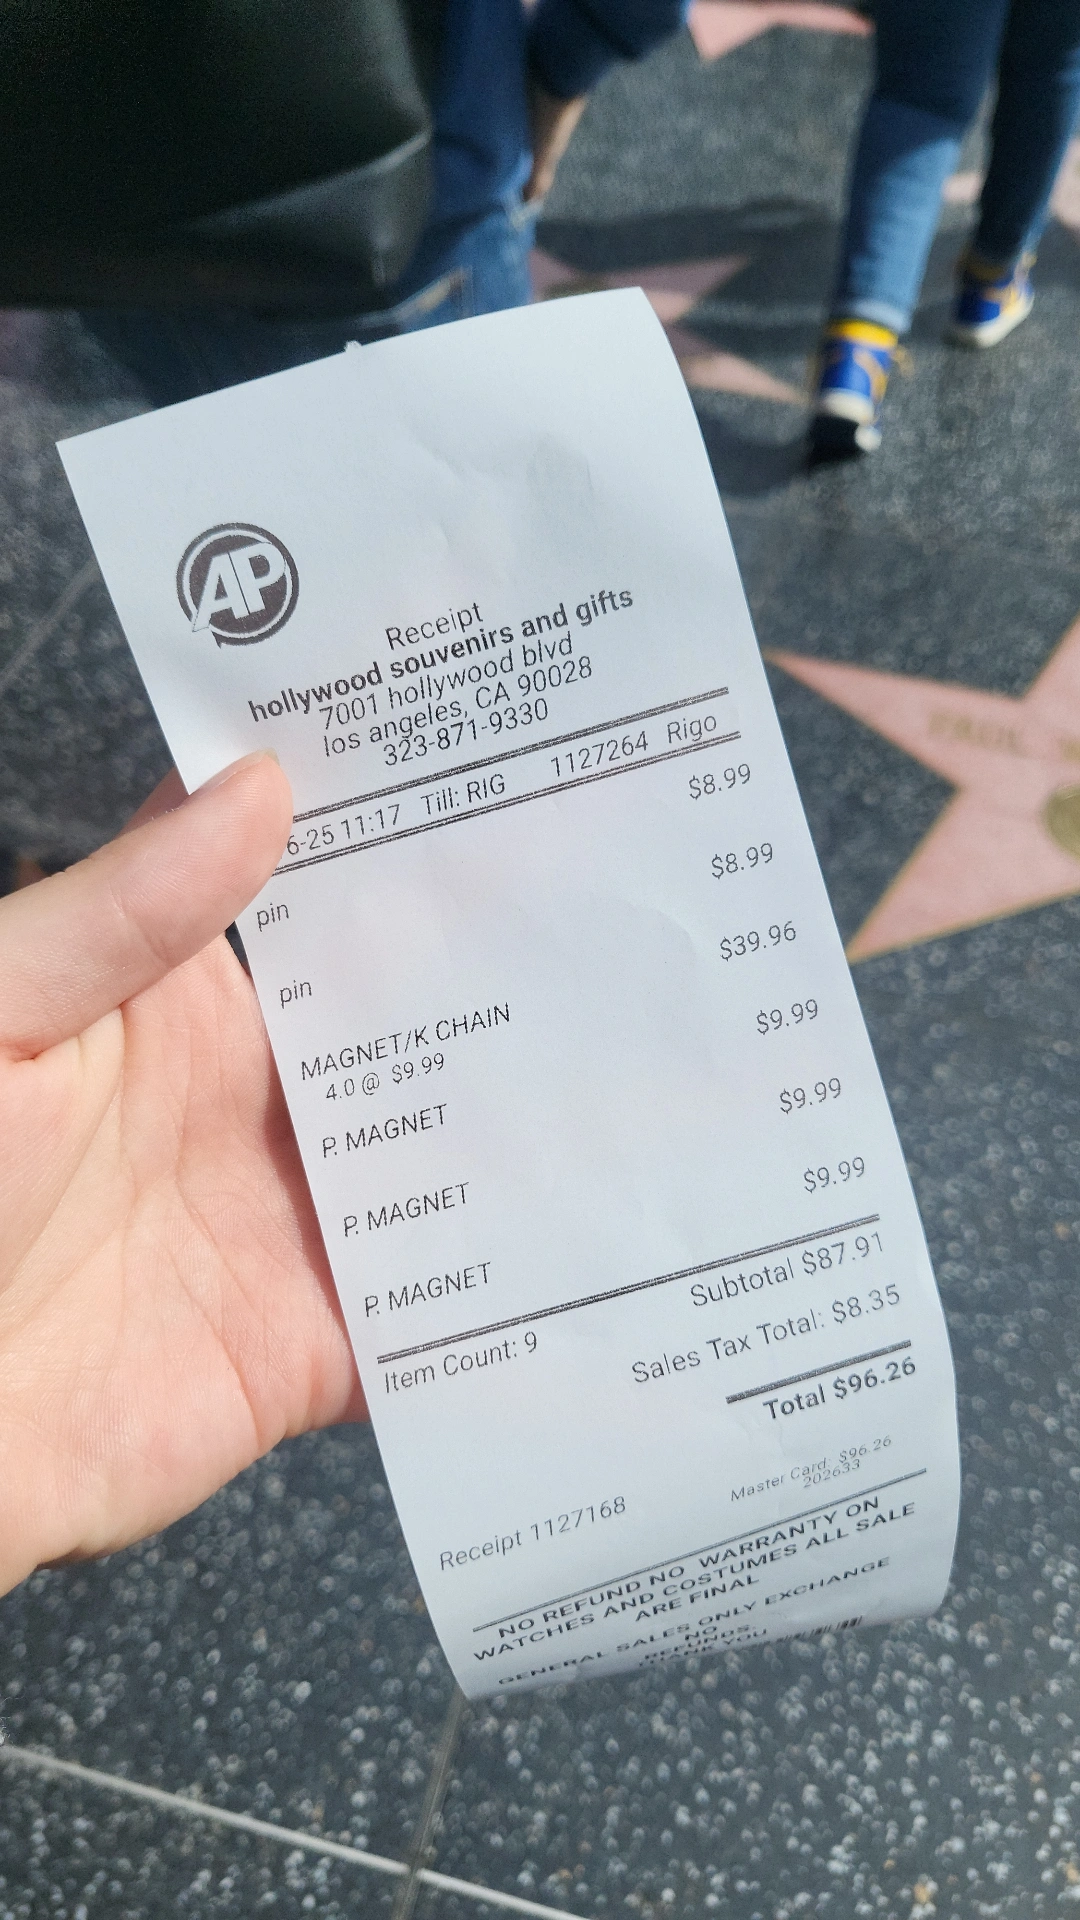 AP
Receipt
hollywood souvenirs and gifts
7001 hollywood blvd
los angeles, CA 90028
323-871-9330
6-25 11:17 Till: RIG 1127264 Rigo
pin $8.99
pin $8.99
MAGNET/K CHAIN $39.96
4.0 @ $9.99
P. MAGNET $9.99
P. MAGNET $9.99
P. MAGNET $9.99
Subtotal $87.91
Item Count: 9
Sales Tax Total: $8.35
Total $96.26
Master Card: $96.26
202633
Receipt 1127168
NO REFUND NO WARRANTY ON
WATCHES AND COSTUMES ALL SALE
ARE FINAL
GENERAL SALES ONLY EXCHANGE
NO
REFUNDS.
THANK YOU